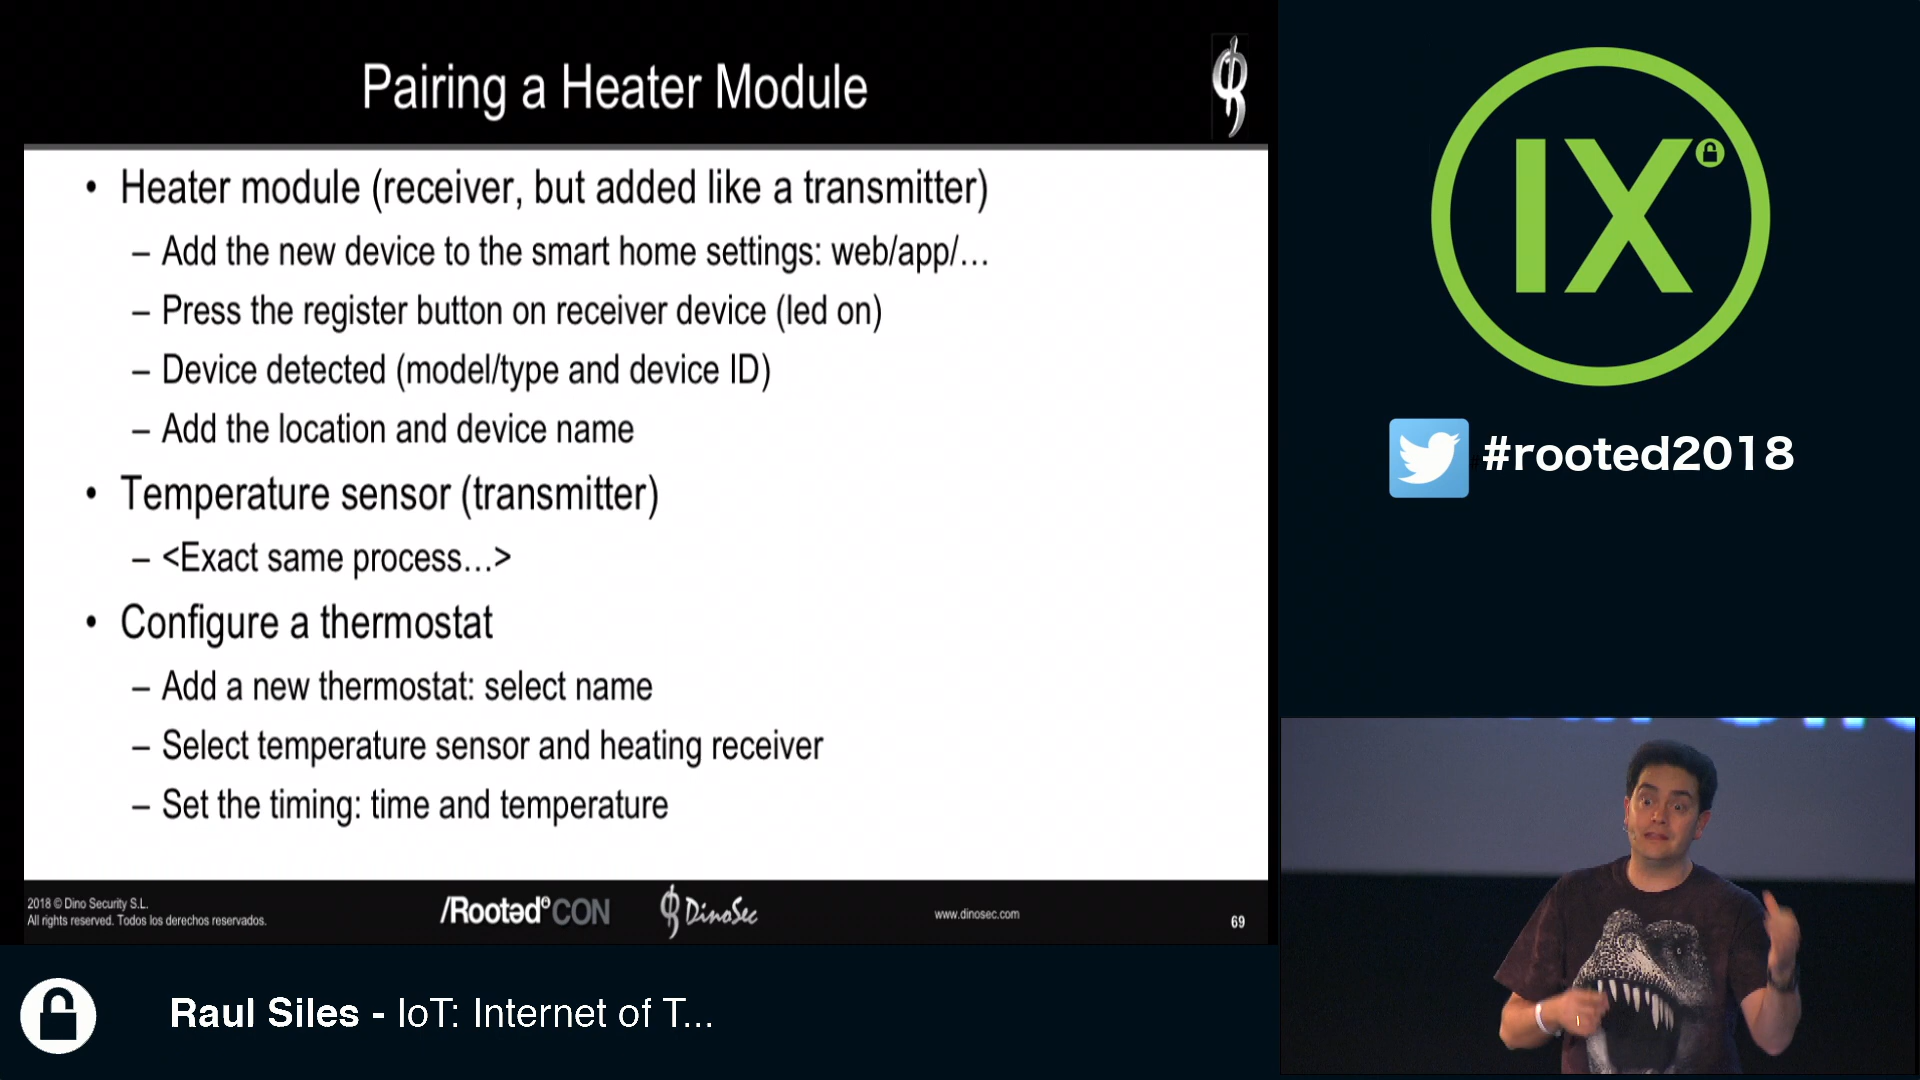 Pairing a Heater Module
• Heater module (receiver, but added like a transmitter)
– Add the new device to the smart home settings: web/app/…
– Press the register button on receiver device (led on)
– Device detected (model/type and device ID)
– Add the location and device name
• Temperature sensor (transmitter)
– <Exact same process…>
• Configure a thermostat
– Add a new thermostat: select name
– Select temperature sensor and heating receiver
– Set the timing: time and temperature
2018 © Dino Security S.L.
All rights reserved. Todos los derechos reservados.
/Rooted CON
DinoSec
www.dinosec.com
69
IX
#rooted2018
Raul Siles - IoT: Internet of T...